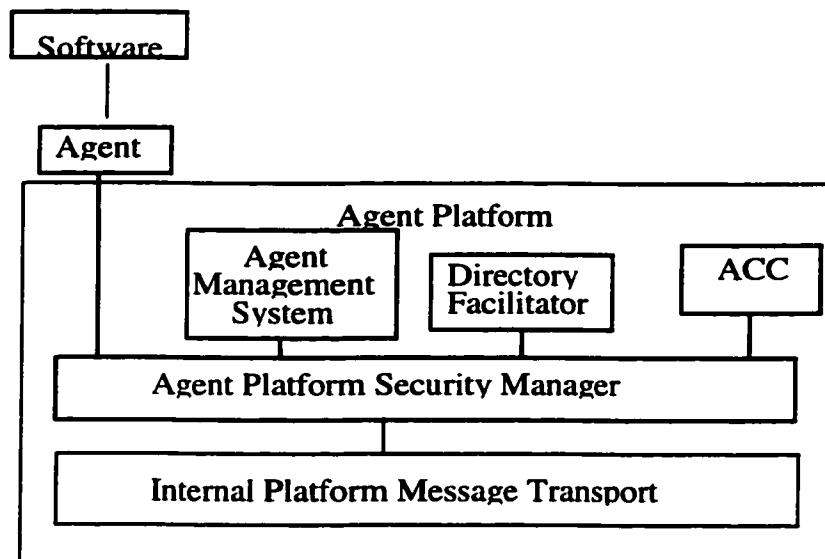 Software
Agent
Agent Platform
Agent
Management
System
Directory
Facilitator
ACC
Agent Platform Security Manager
Internal Platform Message Transport